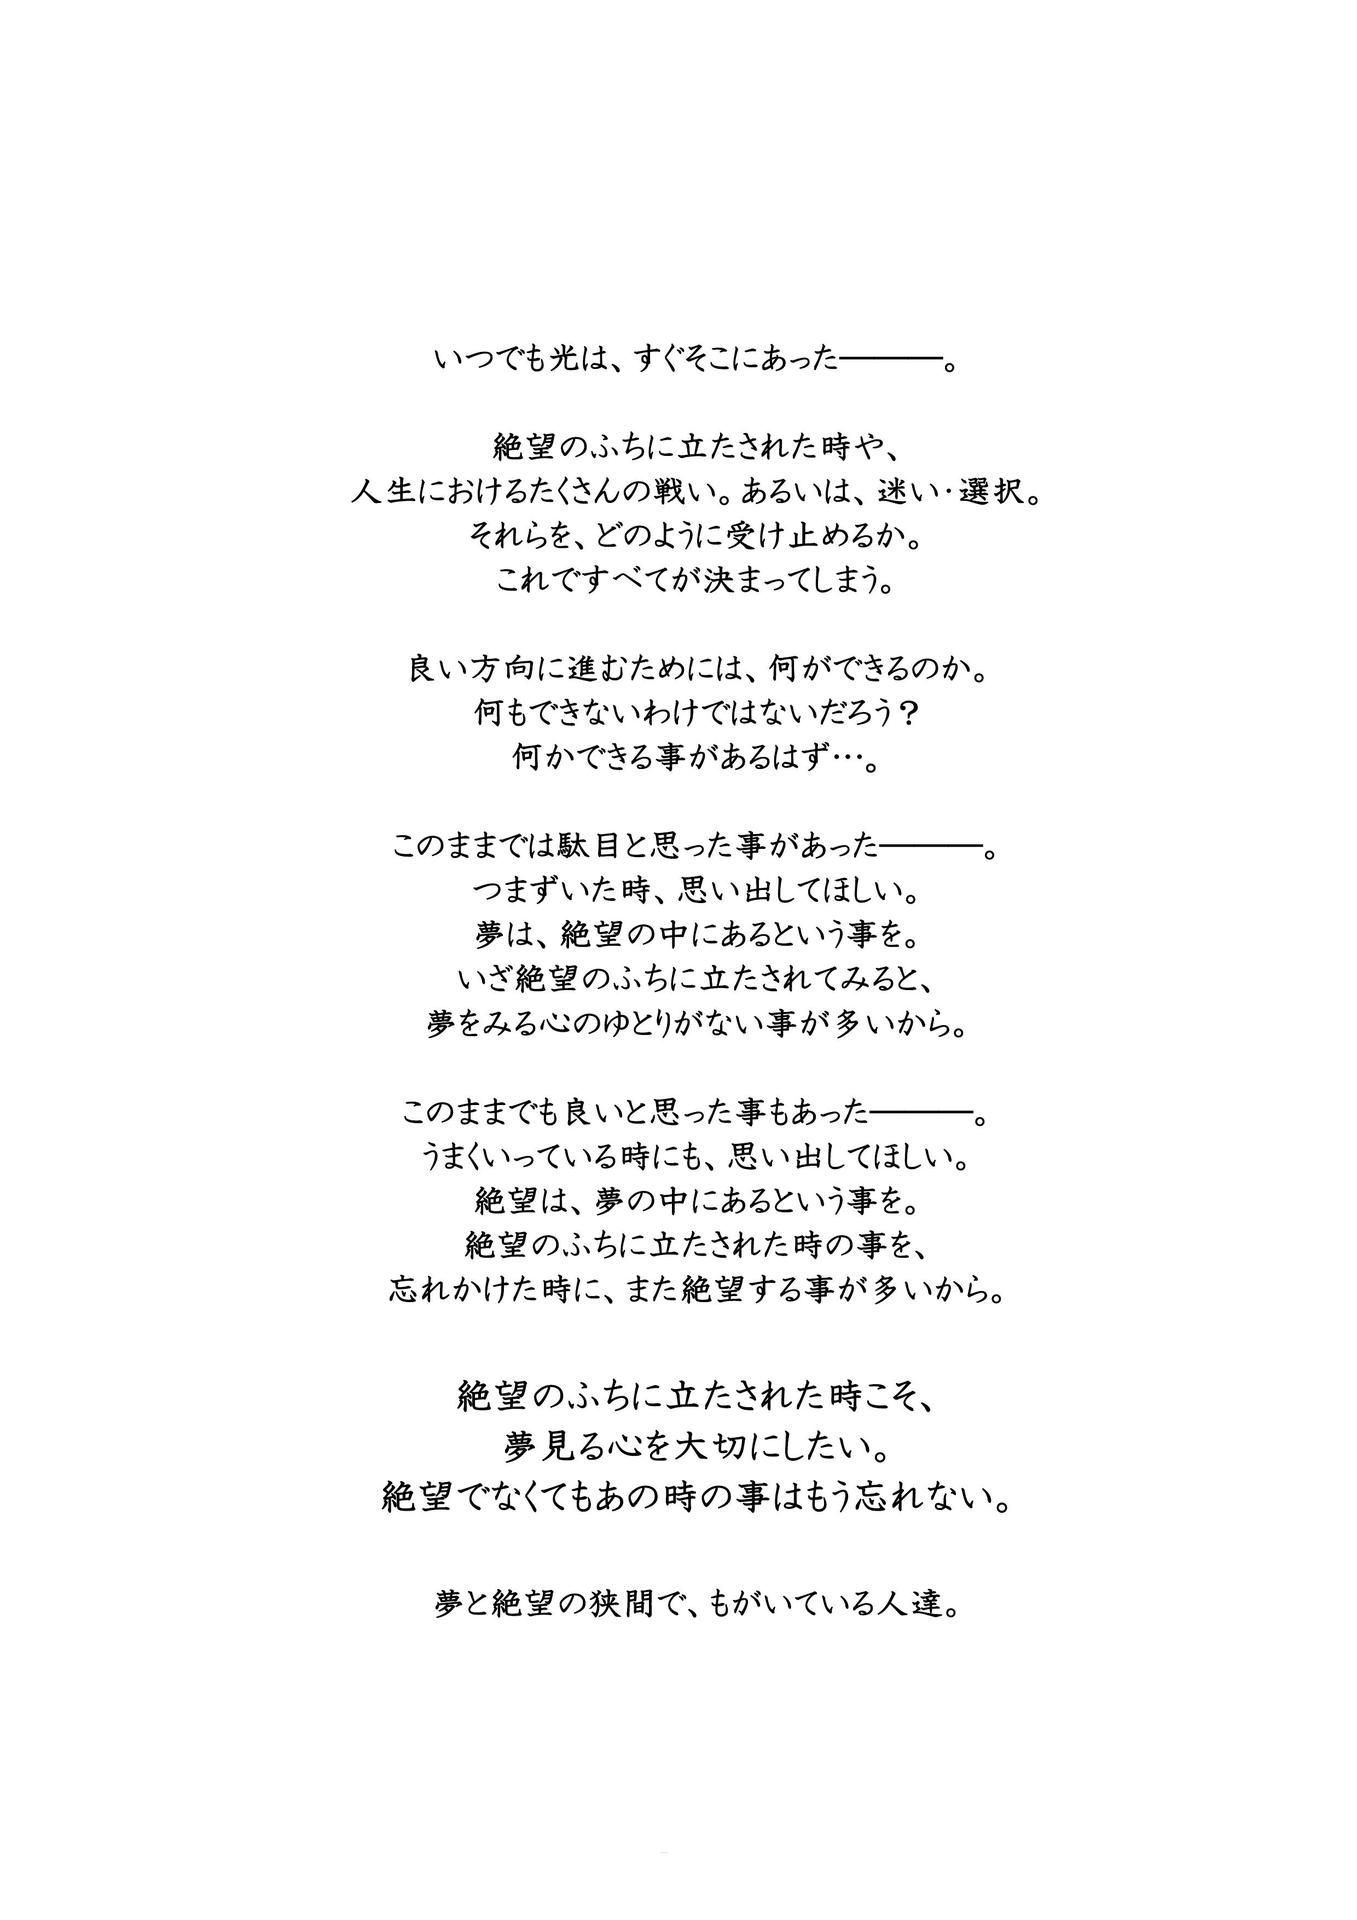 いつでも光は、すぐそこにあった―――。
絶望のふちに立たされた時や、
人生におけるたくさんの戦い。あるいは、迷い・選択。
それらを、どのように受け止めるか。
これですべてが決まってしまう。
良い方向に進むためには、何ができるのか。
何もできないわけではないだろう？
何かできる事があるはず…。
このままでは駄目と思った事があった―――。
つまずいた時、思い出してほしい。
夢は、絶望の中にあるという事を。
いざ絶望のふちに立たされてみると、
夢をみる心のゆとりがない事が多いから。
このままでも良いと思った事もあった―――。
うまくいっている時にも、思い出してほしい。
絶望は、夢の中にあるという事を。
絶望のふちに立たされた時の事を、
忘れかけた時に、また絶望する事が多いから。
絶望のふちに立たされた時こそ、
夢見る心を大切にしたい。
絶望でなくてもあの時の事はもう忘れない。
夢と絶望の狭間で、もがいている人達。